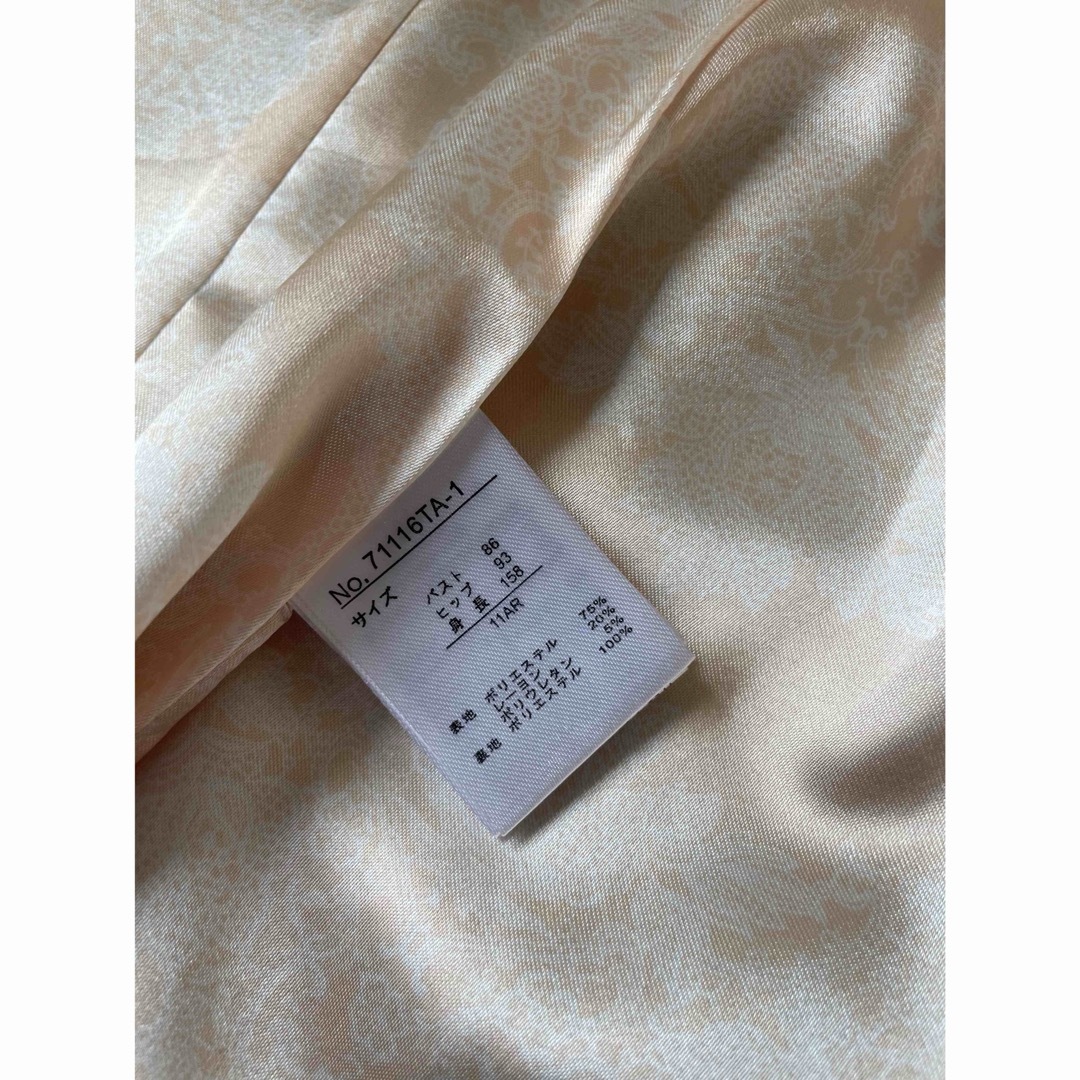 No. 71116TA-1
サイズ バスト 86
ヒップ 93
身長 158
11AR
表地 ポリエステル 75%
レーヨン 20%
ポリウレタン 5%
裏地 ポリエステル 100%